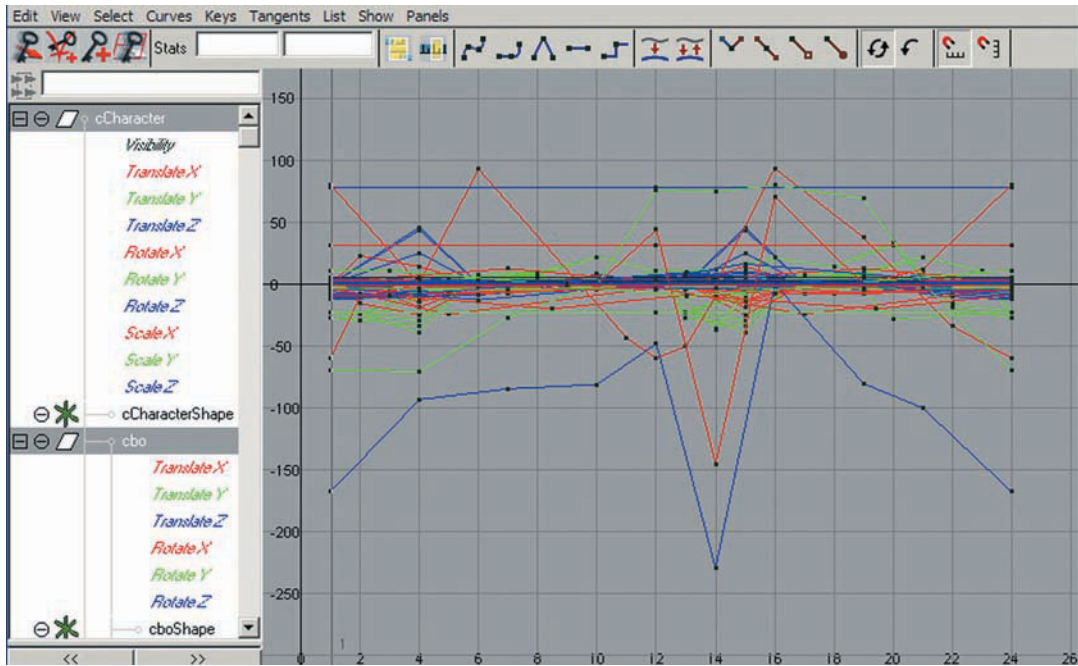 Edit View Select Curves Keys Tangents List Show Panels
Stats
cCharacter
Visibility
Translate X
Translate Y
Translate Z
Rotate X
Rotate Y
Rotate Z
Scale X
Scale Y
Scale Z
cCharacterShape
cbo
Translate X
Translate Y
Translate Z
Rotate X
Rotate Y
Rotate Z
cboShape
<< >>
150
100
50
0
-50
-100
-150
-200
-250
1
0 2 4 6 8 10 12 14 16 18 20 22 24 26